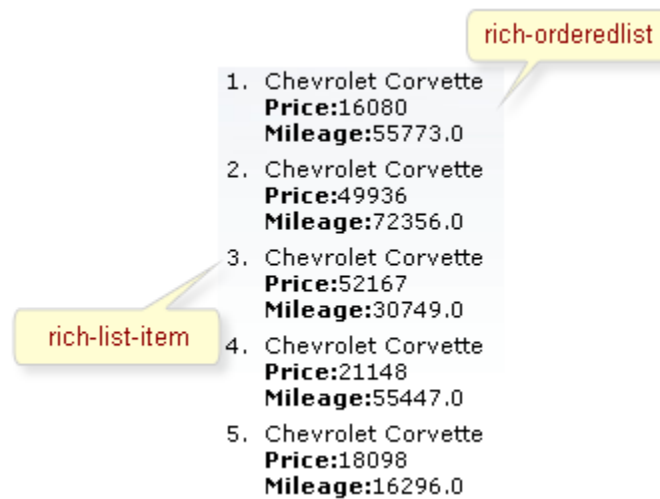 rich-orderedlist
1. Chevrolet Corvette
Price:16080
Mileage:55773.0
2. Chevrolet Corvette
Price:49936
Mileage:72356.0
3. Chevrolet Corvette
Price:52167
Mileage:30749.0
rich-list-item
4. Chevrolet Corvette
Price:21148
Mileage:55447.0
5. Chevrolet Corvette
Price:18098
Mileage:16296.0